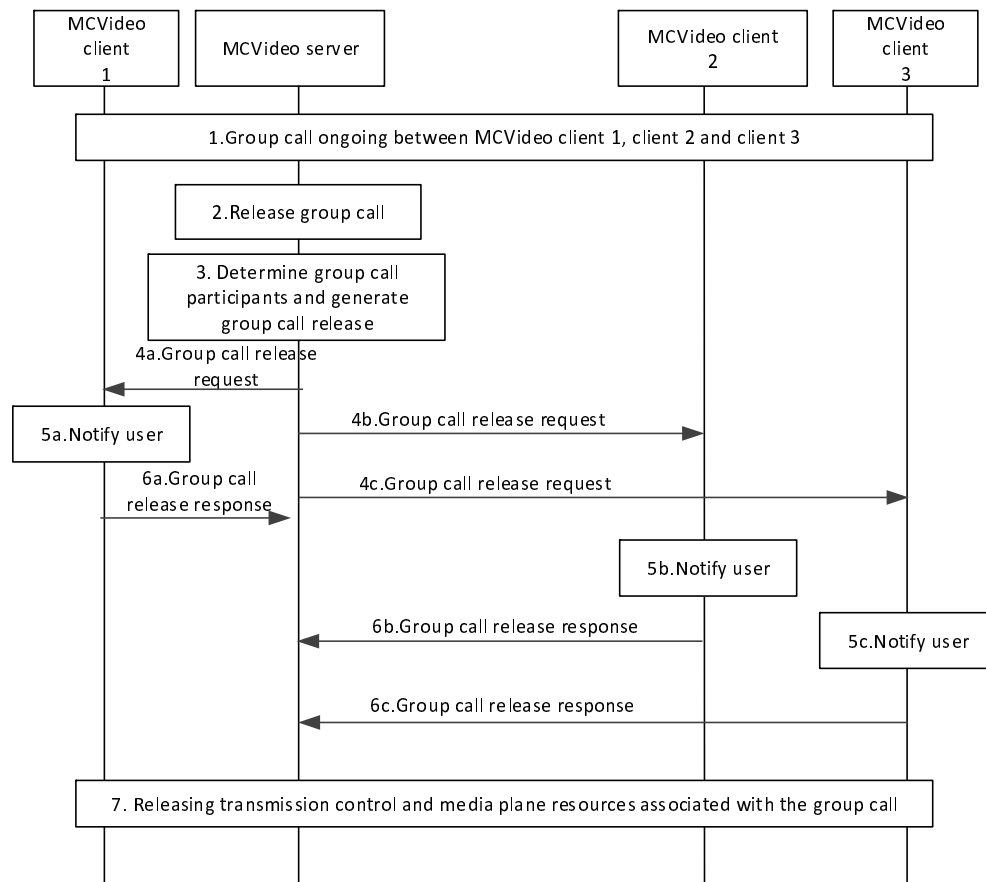 MCVideo
client
1
MCVideo server
MCVideo client
2
MCVideo
client
3
1.Group call ongoing between MCVideo client 1, client 2 and client 3
2.Release group call
3. Determine group call
participants and generate
group call release
4a.Group call release
request
5a.Notify user
4b.Group call release request
6a.Group call
release response
4c.Group call release request
5b.Notify user
6b.Group call release response
5c.Notify user
6c.Group call release response
7. Releasing transmission control and media plane resources associated with the group call